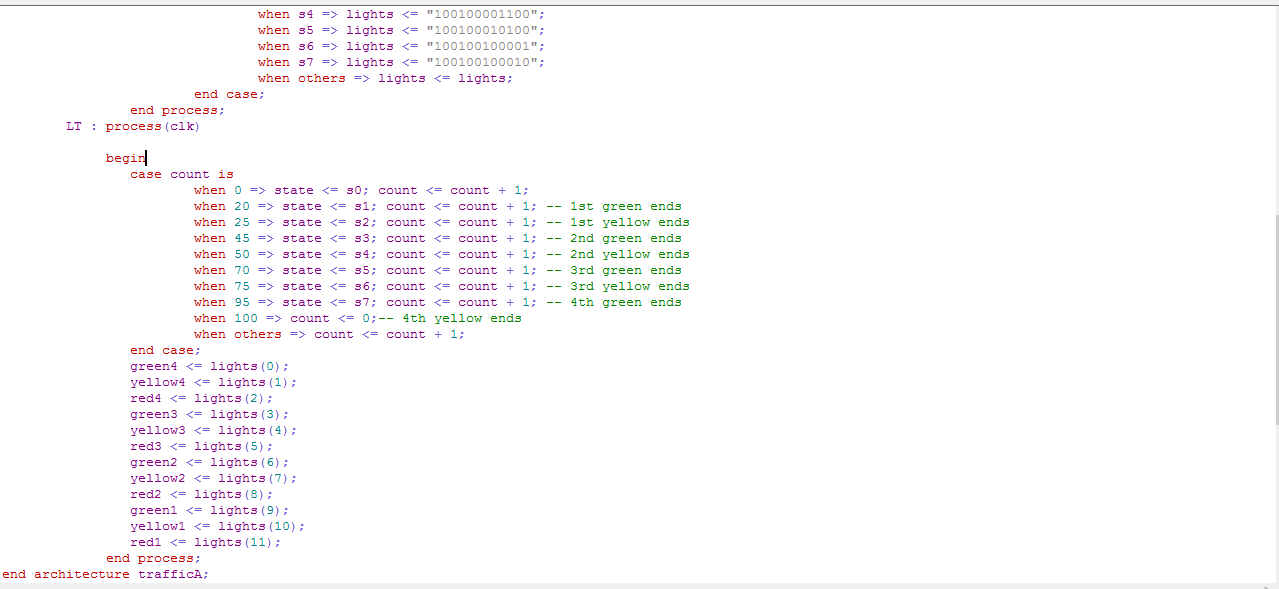 when s4 => lights <= "100100001100";
when s5 => lights <= "100100010100";
when s6 => lights <= "100100100001";
when s7 => lights <= "100100100010";
when others => lights <= lights;
end case;
end process;
LT : process(clk)
begin
case count is
when 0 => state <= s0; count <= count + 1;
when 20 => state <= s1; count <= count + 1; -- 1st green ends
when 25 => state <= s2; count <= count + 1; -- 1st yellow ends
when 45 => state <= s3; count <= count + 1; -- 2nd green ends
when 50 => state <= s4; count <= count + 1; -- 2nd yellow ends
when 70 => state <= s5; count <= count + 1; -- 3rd green ends
when 75 => state <= s6; count <= count + 1; -- 3rd yellow ends
when 95 => state <= s7; count <= count + 1; -- 4th green ends
when 100 => count <= 0;-- 4th yellow ends
when others => count <= count + 1;
end case;
green4 <= lights(0);
yellow4 <= lights(1);
red4 <= lights(2);
green3 <= lights(3);
yellow3 <= lights(4);
red3 <= lights(5);
green2 <= lights(6);
yellow2 <= lights(7);
red2 <= lights(8);
green1 <= lights(9);
yellow1 <= lights(10);
red1 <= lights(11);
end process;
end architecture trafficA;